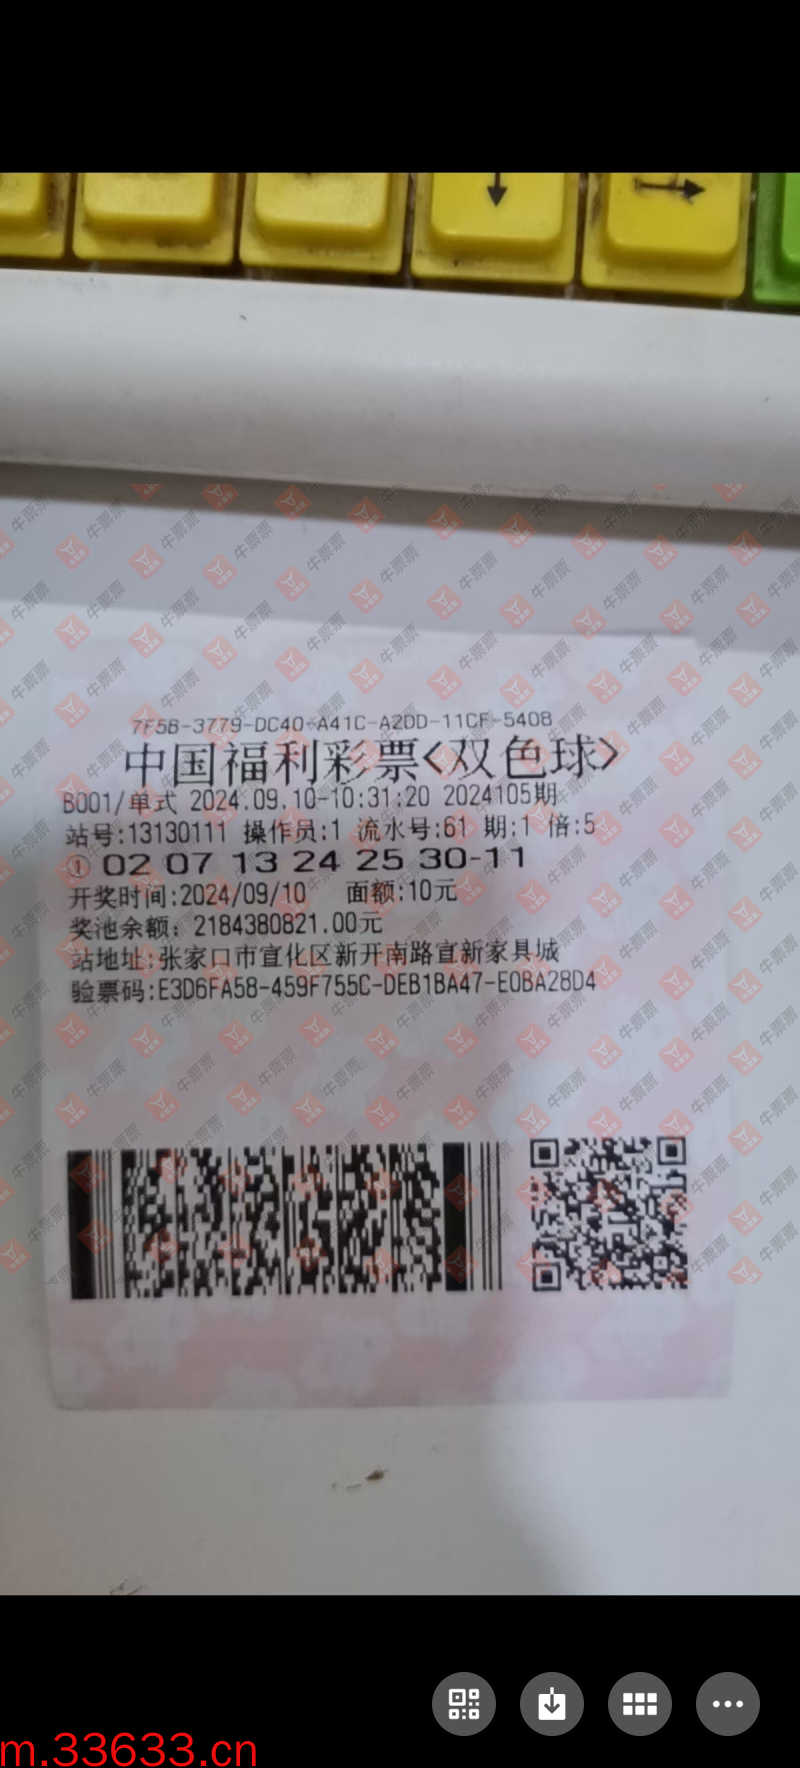 7F5B-3779-DC40-A41C-A2DD-11CF-5408
中国福利彩票<双色球>
B001/单式 2024.09.10-10:31:20 2024105期
站号:13130111 操作员:1 流水号:61 期:1 倍:5
① 02 07 13 24 25 30-11
开奖时间:2024/09/10 面额:10元
奖池余额: 2184380821.00元
站地址:张家口市宣化区新开南路宣新家具城
验票码:E3D6FA58-459F755C-DEB1BA47-E0BA28D4
牛票票
m.33633.cn